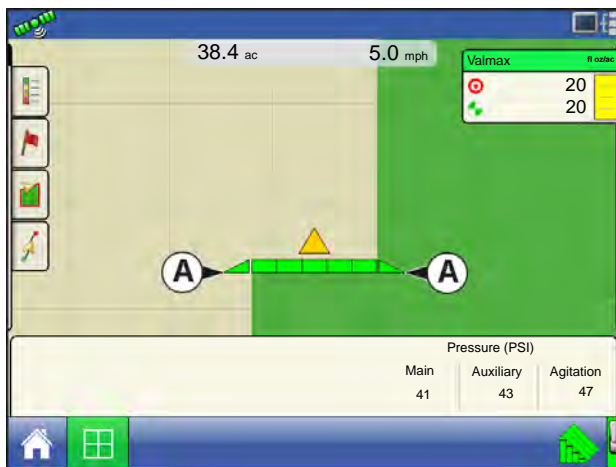 38.4 ac 5.0 mph
Valmax fl oz/ac
20
20
A A
Pressure (PSI)
Main Auxiliary Agitation
41 43 47